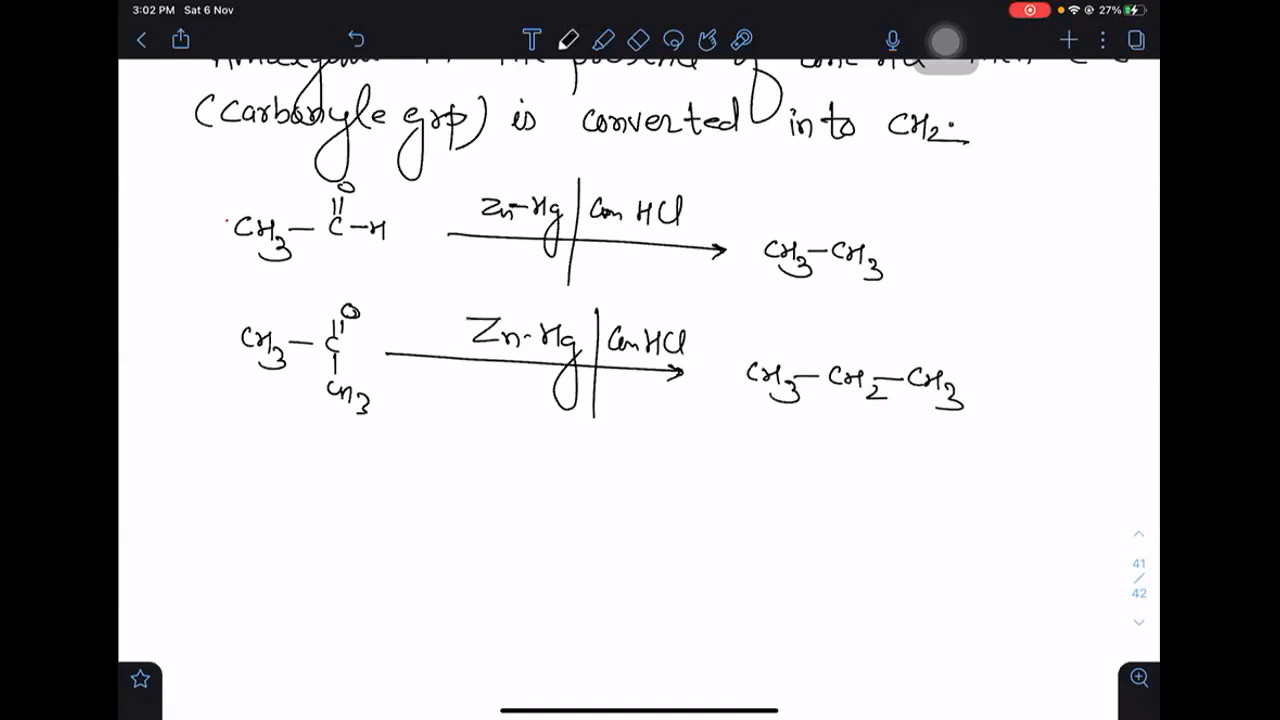 3:02 PM Sat 6 Nov
27%
T
(Carbonyle grp) is converted into CH2.
O
CH3-C-H Zn-Hg | Con HCl CH3-CH3
O
CH3-C Zn-Hg | Con HCl CH3-CH2-CH3
CH3
41
/
42